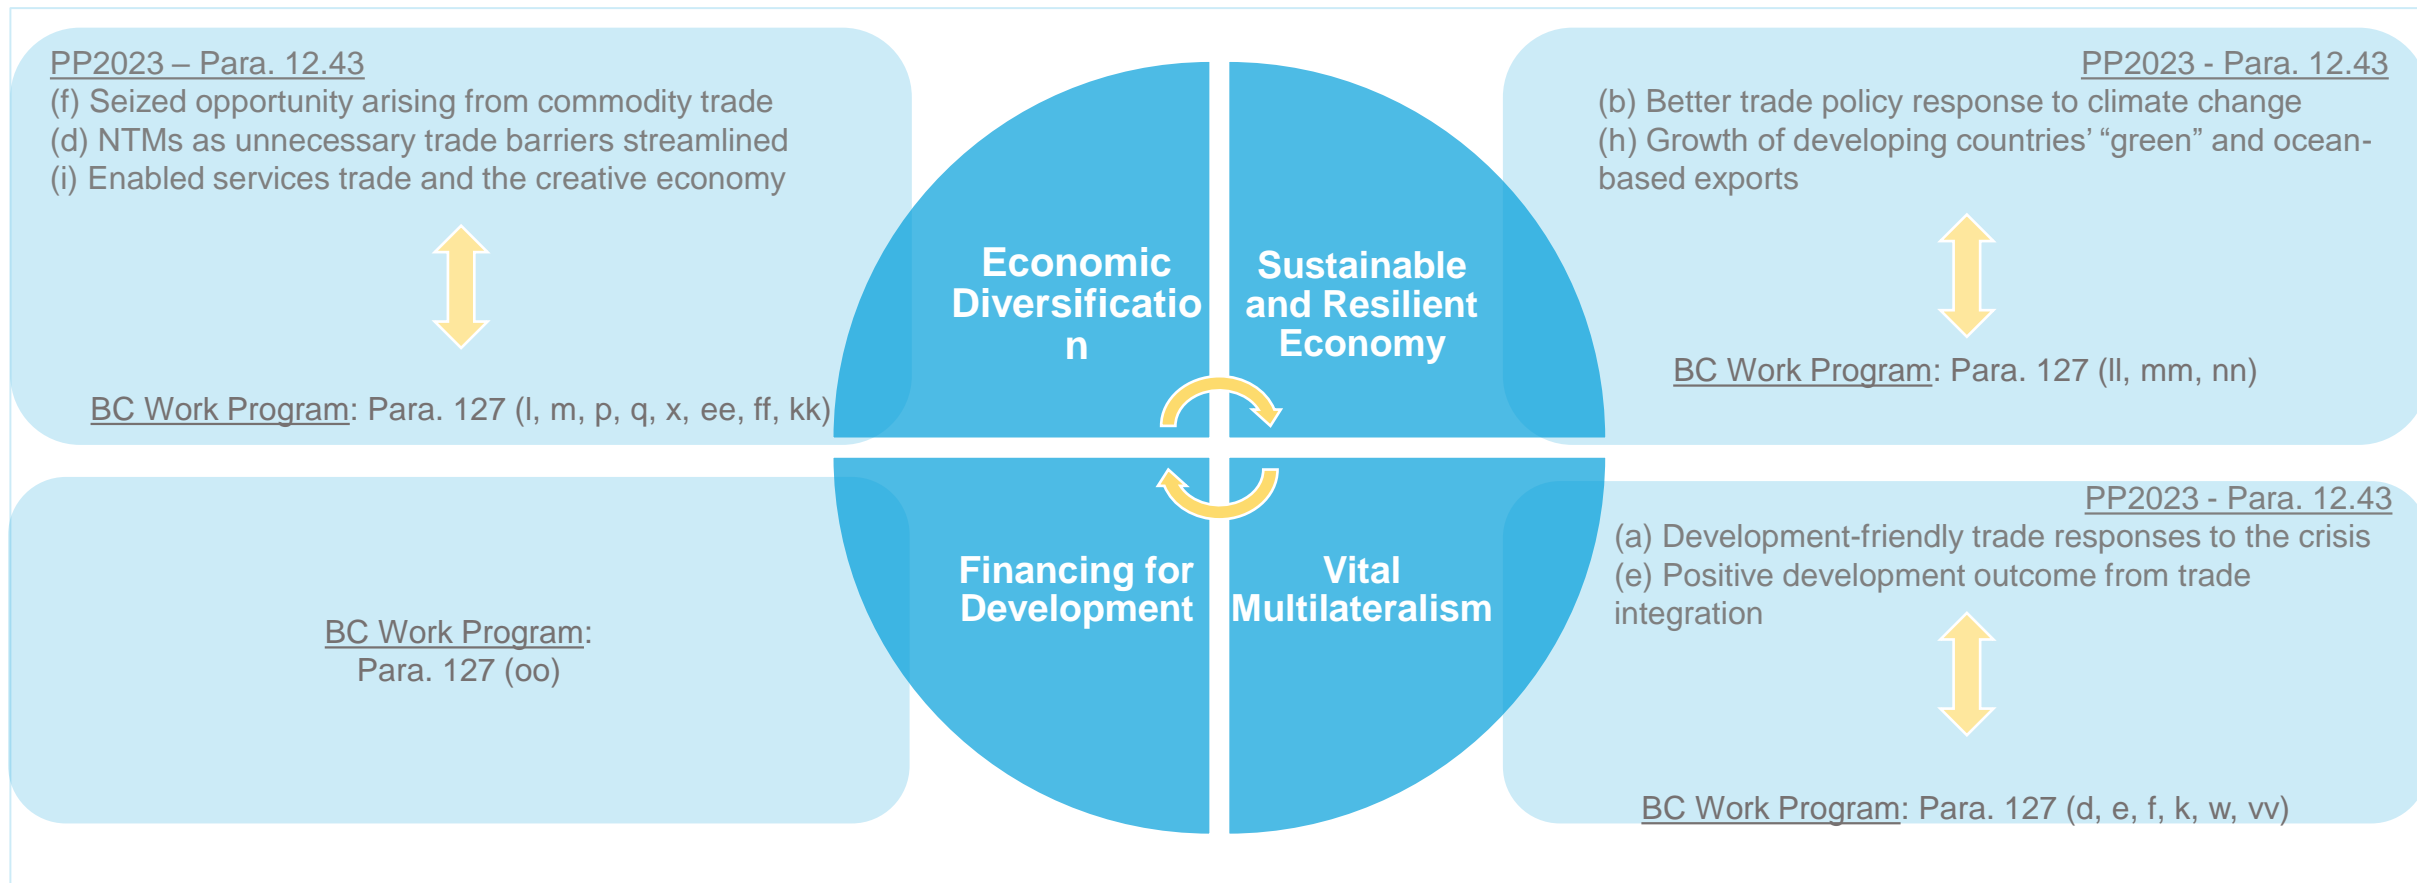 PP2023 – Para. 12.43
(f) Seized opportunity arising from commodity trade
(d) NTMs as unnecessary trade barriers streamlined
(i) Enabled services trade and the creative economy
BC Work Program: Para. 127 (l, m, p, q, x, ee, ff, kk)
Economic
Diversificatio
n
Sustainable
and Resilient
Economy
PP2023 - Para. 12.43
(b) Better trade policy response to climate change
(h) Growth of developing countries’ “green” and ocean-
based exports
BC Work Program: Para. 127 (ll, mm, nn)
BC Work Program:
Para. 127 (oo)
Financing for
Development
Vital
Multilateralism
PP2023 - Para. 12.43
(a) Development-friendly trade responses to the crisis
(e) Positive development outcome from trade
integration
BC Work Program: Para. 127 (d, e, f, k, w, vv)